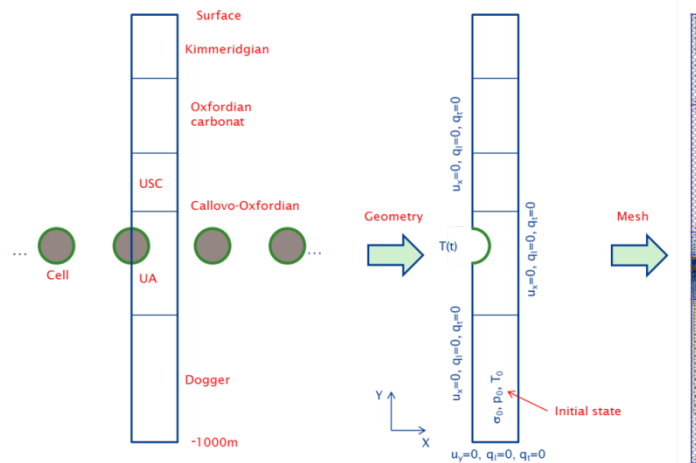 Surface
Kimmeridgian
Oxfordian
carbonat
USC
Callovo-Oxfordian
...
...
Cell
UA
Dogger
-1000m
Geometry
T(t)
uₓ=0, qₗ=0, qₜ=0
uₓ=0, qₗ=0, qₜ=0
uₓ=0, qₗ=0, qₜ=0
σ₀, p₀, T₀
Initial state
Y
X
uᵧ=0, qₗ=0, qₜ=0
Mesh